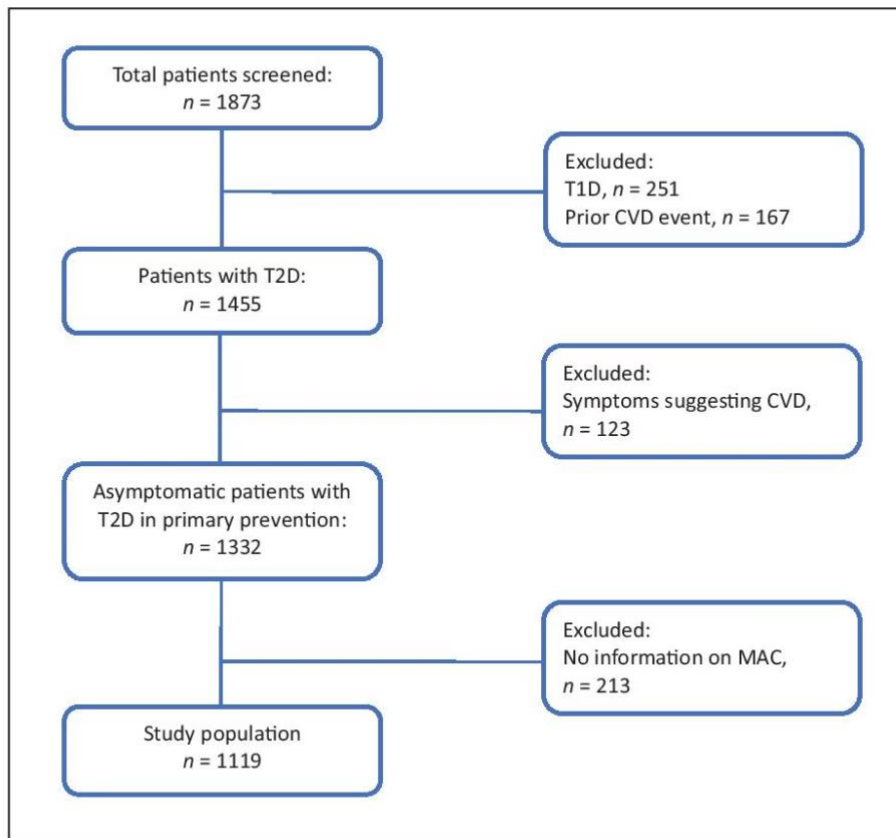 Total patients screened:
n = 1873
Excluded:
T1D, n = 251
Prior CVD event, n = 167
Patients with T2D:
n = 1455
Excluded:
Symptoms suggesting CVD,
n = 123
Asymptomatic patients with
T2D in primary prevention:
n = 1332
Excluded:
No information on MAC,
n = 213
Study population
n = 1119